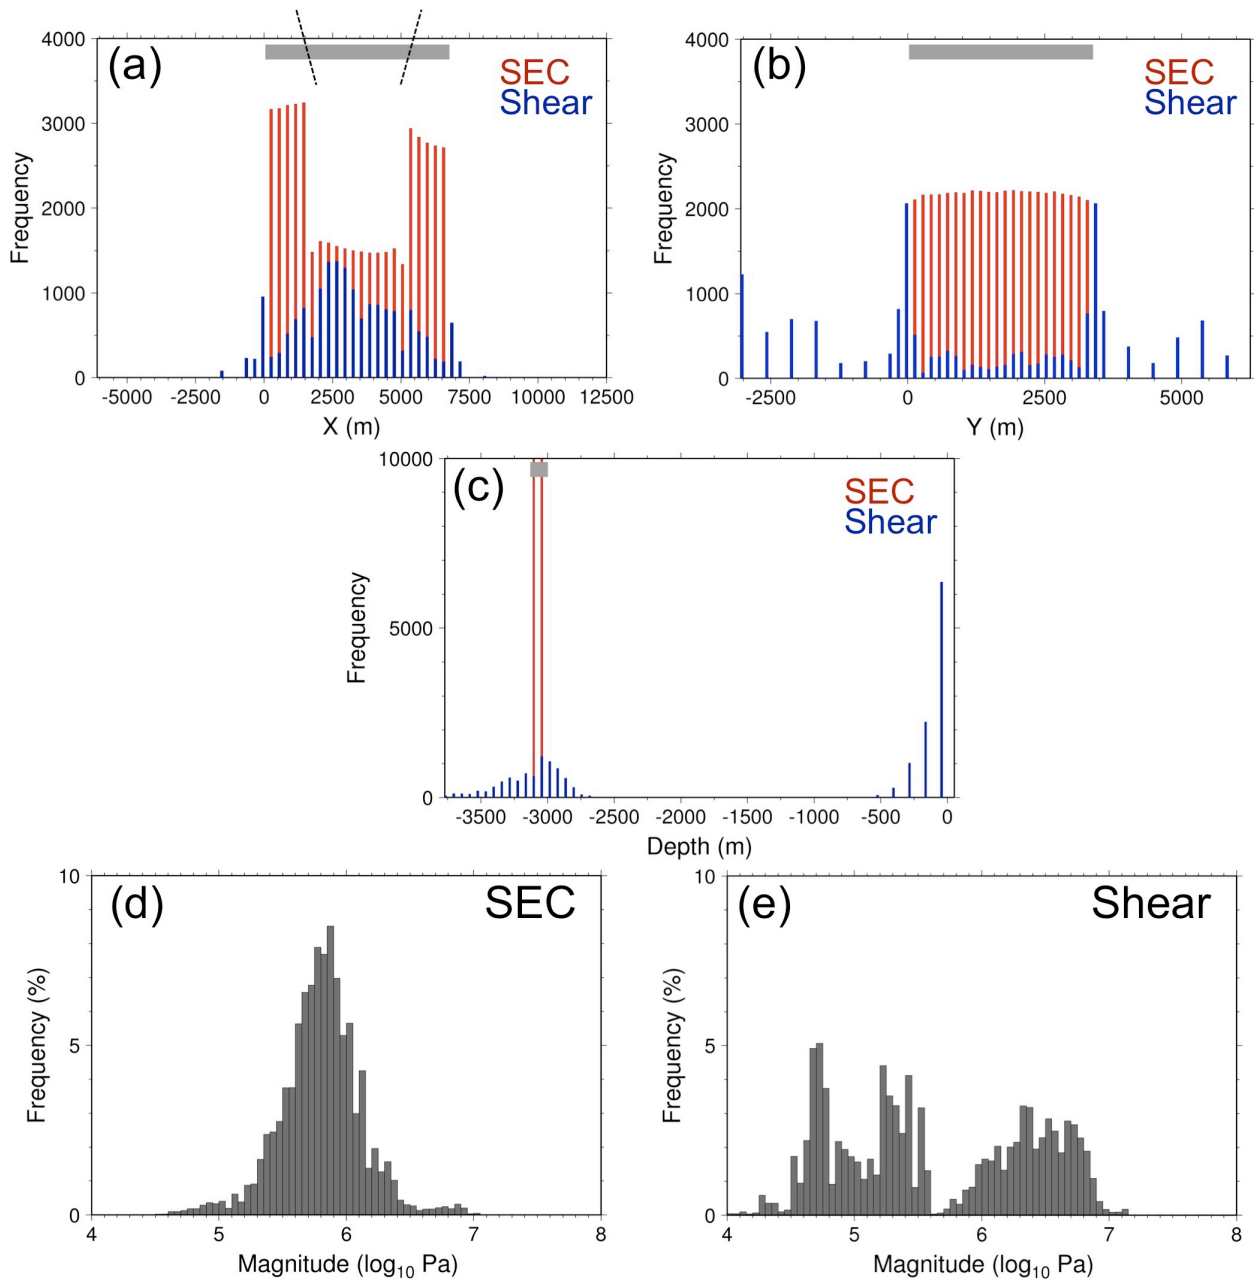 (a)
SEC
Shear
4000
3000
2000
1000
0
Frequency
-5000 -2500 0 2500 5000 7500 10000 12500
X (m)
(b)
SEC
Shear
4000
3000
2000
1000
0
Frequency
-2500 0 2500 5000
Y (m)
(c)
SEC
Shear
10000
5000
0
Frequency
-3500 -3000 -2500 -2000 -1500 -1000 -500 0
Depth (m)
(d)
SEC
10
5
0
Frequency (%)
4 5 6 7 8
Magnitude (log10 Pa)
(e)
Shear
10
5
0
Frequency (%)
4 5 6 7 8
Magnitude (log10 Pa)